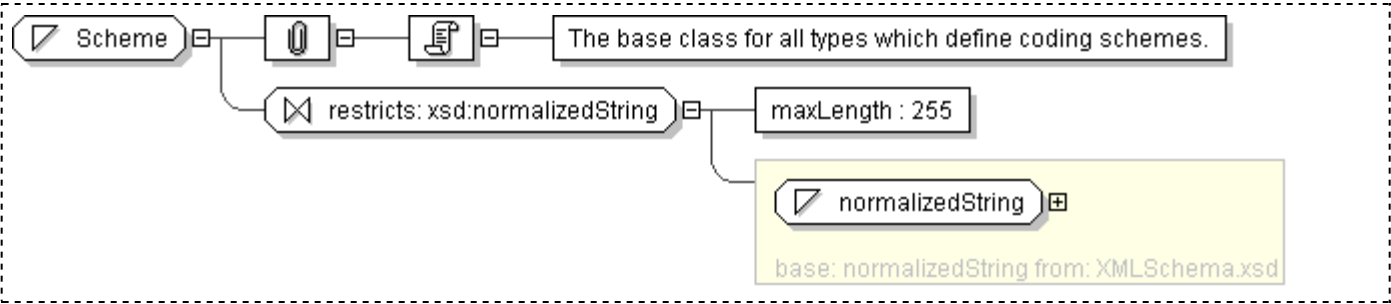 Scheme
The base class for all types which define coding schemes.
restricts: xsd:normalizedString
maxLength : 255
normalizedString
base: normalizedString from: XMLSchema.xsd